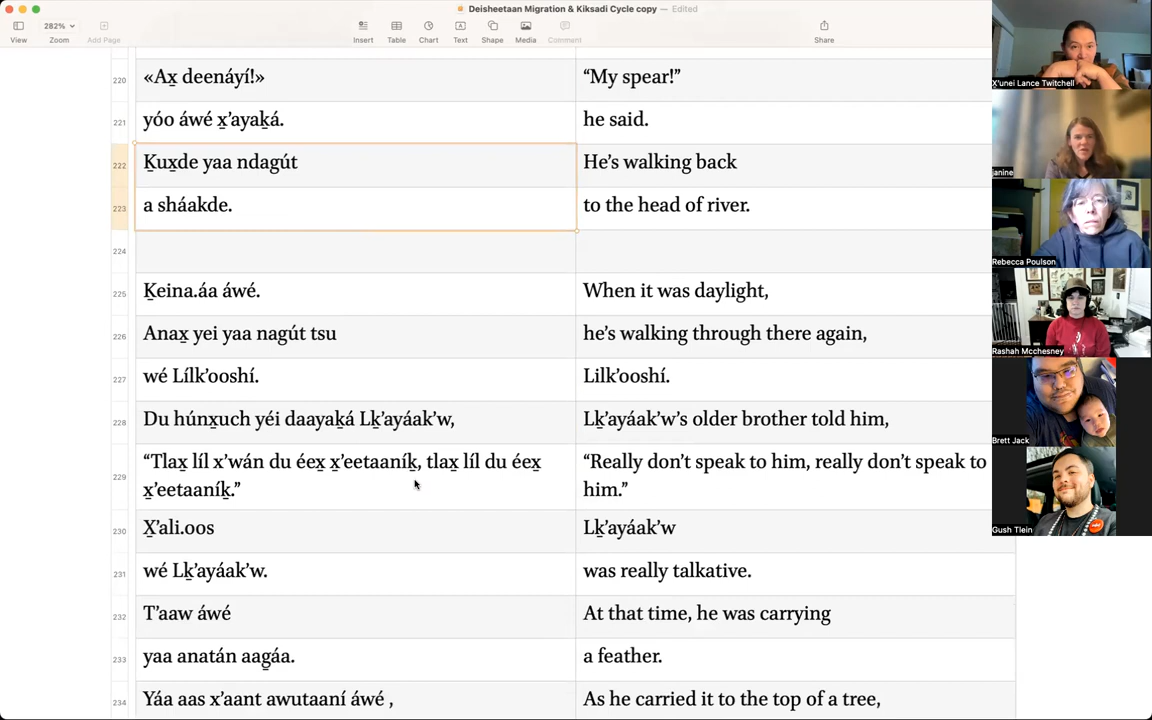 Deisheetaan Migration & Kiksadi Cycle copy — Edited
282%
View Zoom Add Page Insert Table Chart Text Shape Media Comment Share
220 «Ax̱ deenáyí!» “My spear!”
221 yóo áwé x̱’ayaḵá. he said.
222 Ḵux̱de yaa ndagút He’s walking back
223 a sháakde. to the head of river.
224
225 Ḵeina.áa áwé. When it was daylight,
226 Anax̱ yei yaa nagút tsu he’s walking through there again,
227 wé Lílk’ooshí. Lilk’ooshí.
228 Du húnx̱uch yéi daayaḵá Lḵ’ayáak’w, Lḵ’ayáak’w’s older brother told him,
229 “Tlax̱ líl x’wán du éex̱ x̱’eetaaníḵ, tlax̱ líl du éex̱ “Really don’t speak to him, really don’t speak to
x̱’eetaaníḵ.” him.”
230 X̱’ali.oos Lḵ’ayáak’w
231 wé Lḵ’ayáak’w. was really talkative.
232 T’aaw áwé At that time, he was carrying
233 yaa anatán aag̱áa. a feather.
234 Yáa aas x’aant awutaaní áwé , As he carried it to the top of a tree,
X̱’unei Lance Twitchell
janine
Rebecca Poulson
Rashah Mcchesney
Brett Jack
Gush Tlein